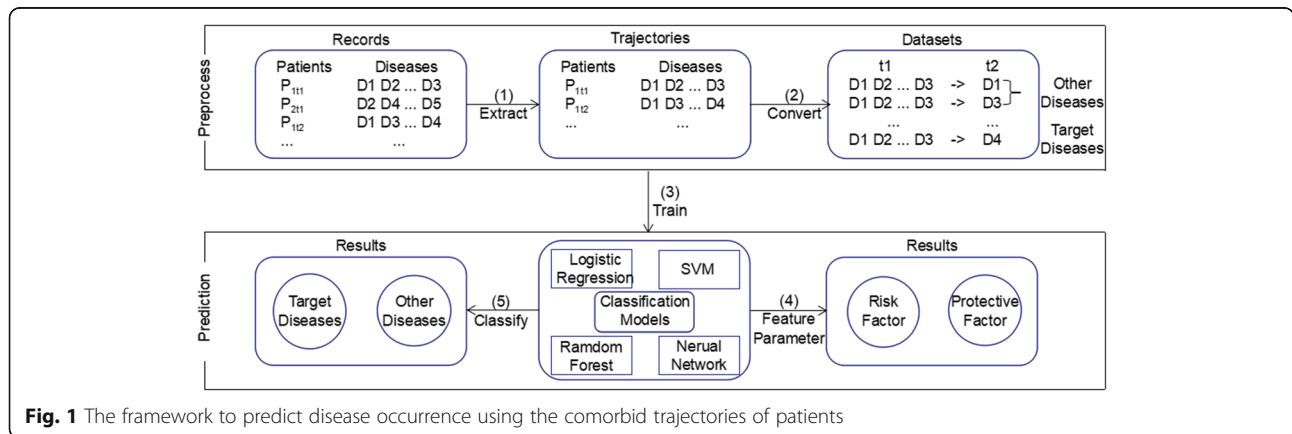 Preprocess
Records
Patients Diseases
P1t1 D1 D2 ... D3
P2t1 D2 D4 ... D5
P1t2 D1 D3 ... D4
... ...
(1)
Extract
Trajectories
Patients Diseases
P1t1 D1 D2 ... D3
P1t2 D1 D3 ... D4
... ...
(2)
Convert
Datasets
t1 t2
D1 D2 ... D3 -> D1
D1 D2 ... D3 -> D3
... ...
D1 D2 ... D3 -> D4
Other
Diseases
Target
Diseases
(3)
Train
Prediction
Results
Target
Diseases
Other
Diseases
(5)
Classify
Logistic
Regression
SVM
Classification
Models
Ramdom
Forest
Nerual
Network
(4)
Feature
Parameter
Results
Risk
Factor
Protective
Factor
Fig. 1 The framework to predict disease occurrence using the comorbid trajectories of patients